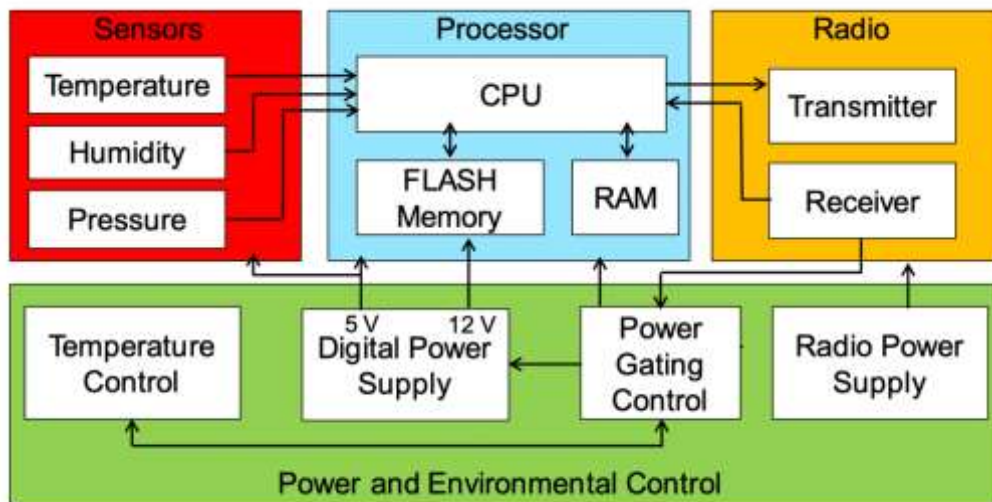 Sensors
Temperature
Humidity
Pressure
Processor
CPU
FLASH
Memory
RAM
Radio
Transmitter
Receiver
Temperature
Control
5 V 12 V
Digital Power
Supply
Power
Gating
Control
Radio Power
Supply
Power and Environmental Control